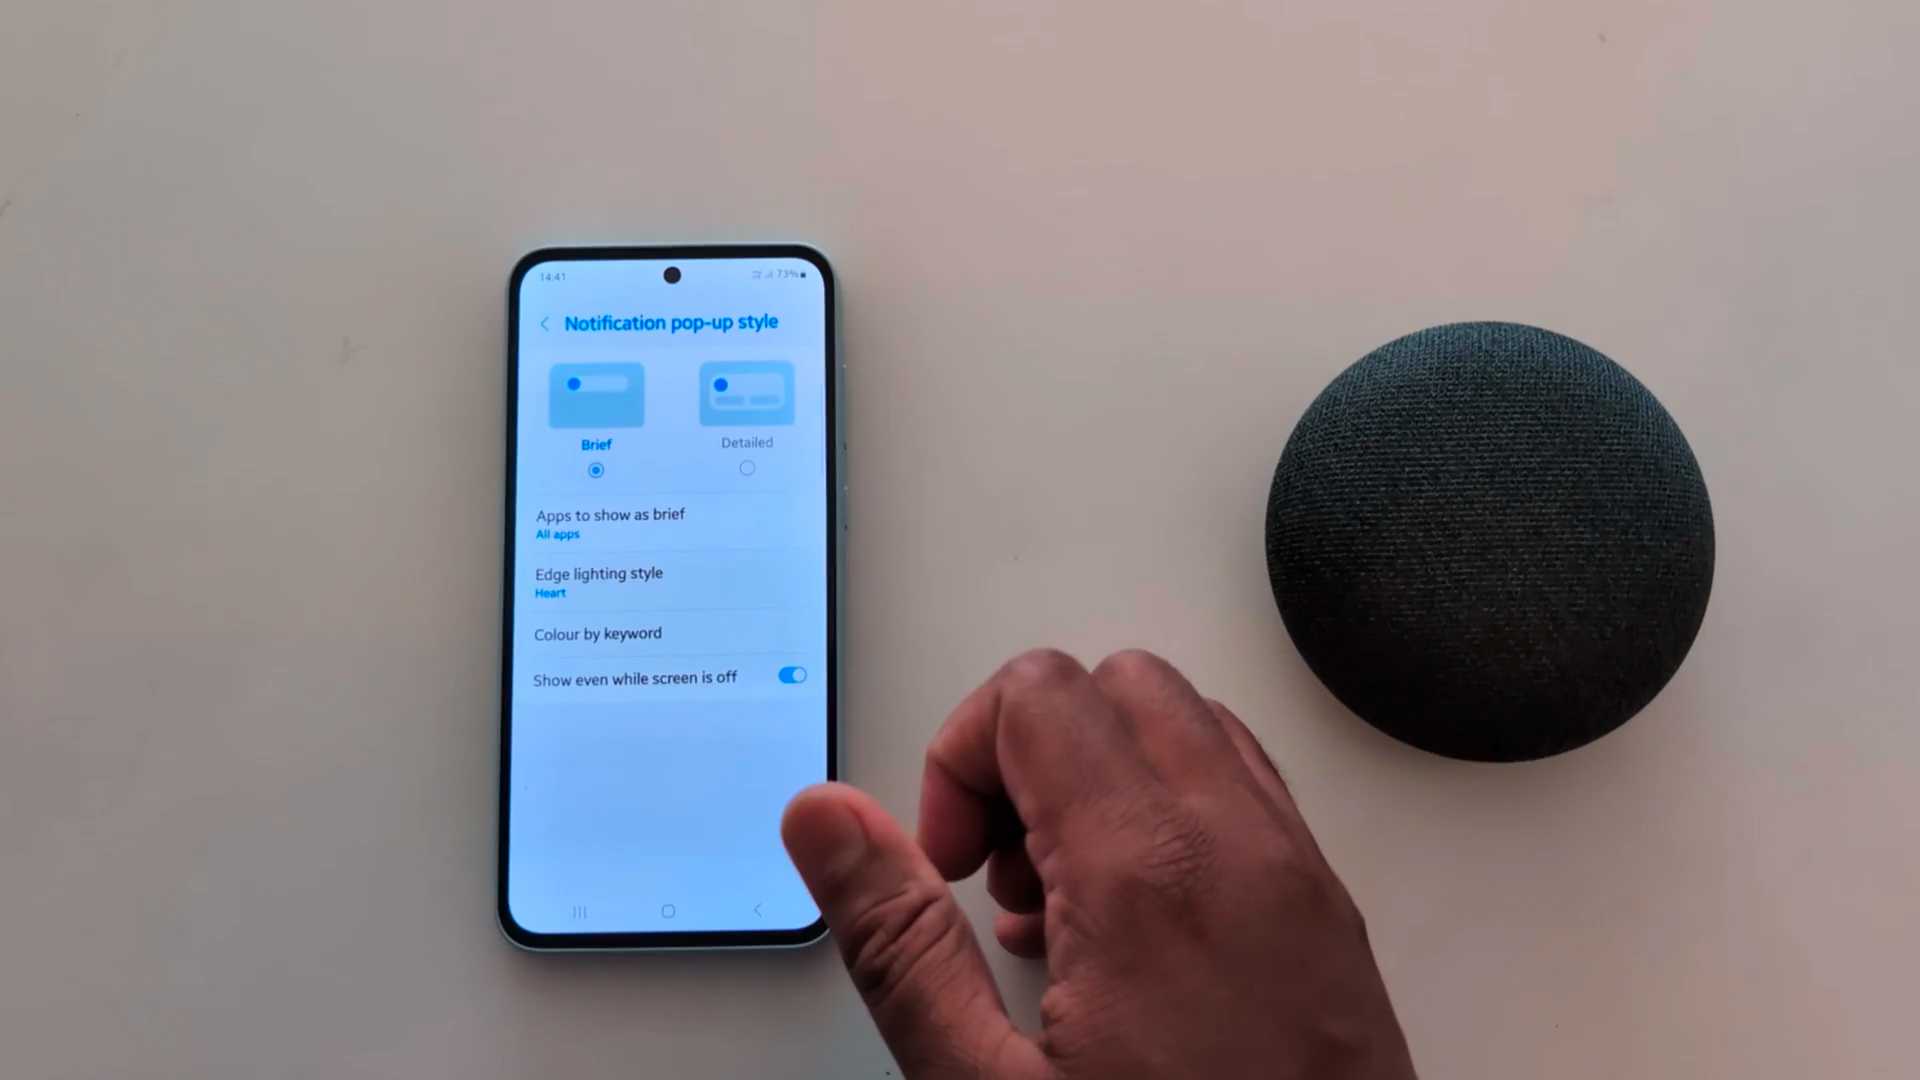 14:41
73%
Notification pop-up style
Brief
Detailed
Apps to show as brief
All apps
Edge lighting style
Heart
Colour by keyword
Show even while screen is off